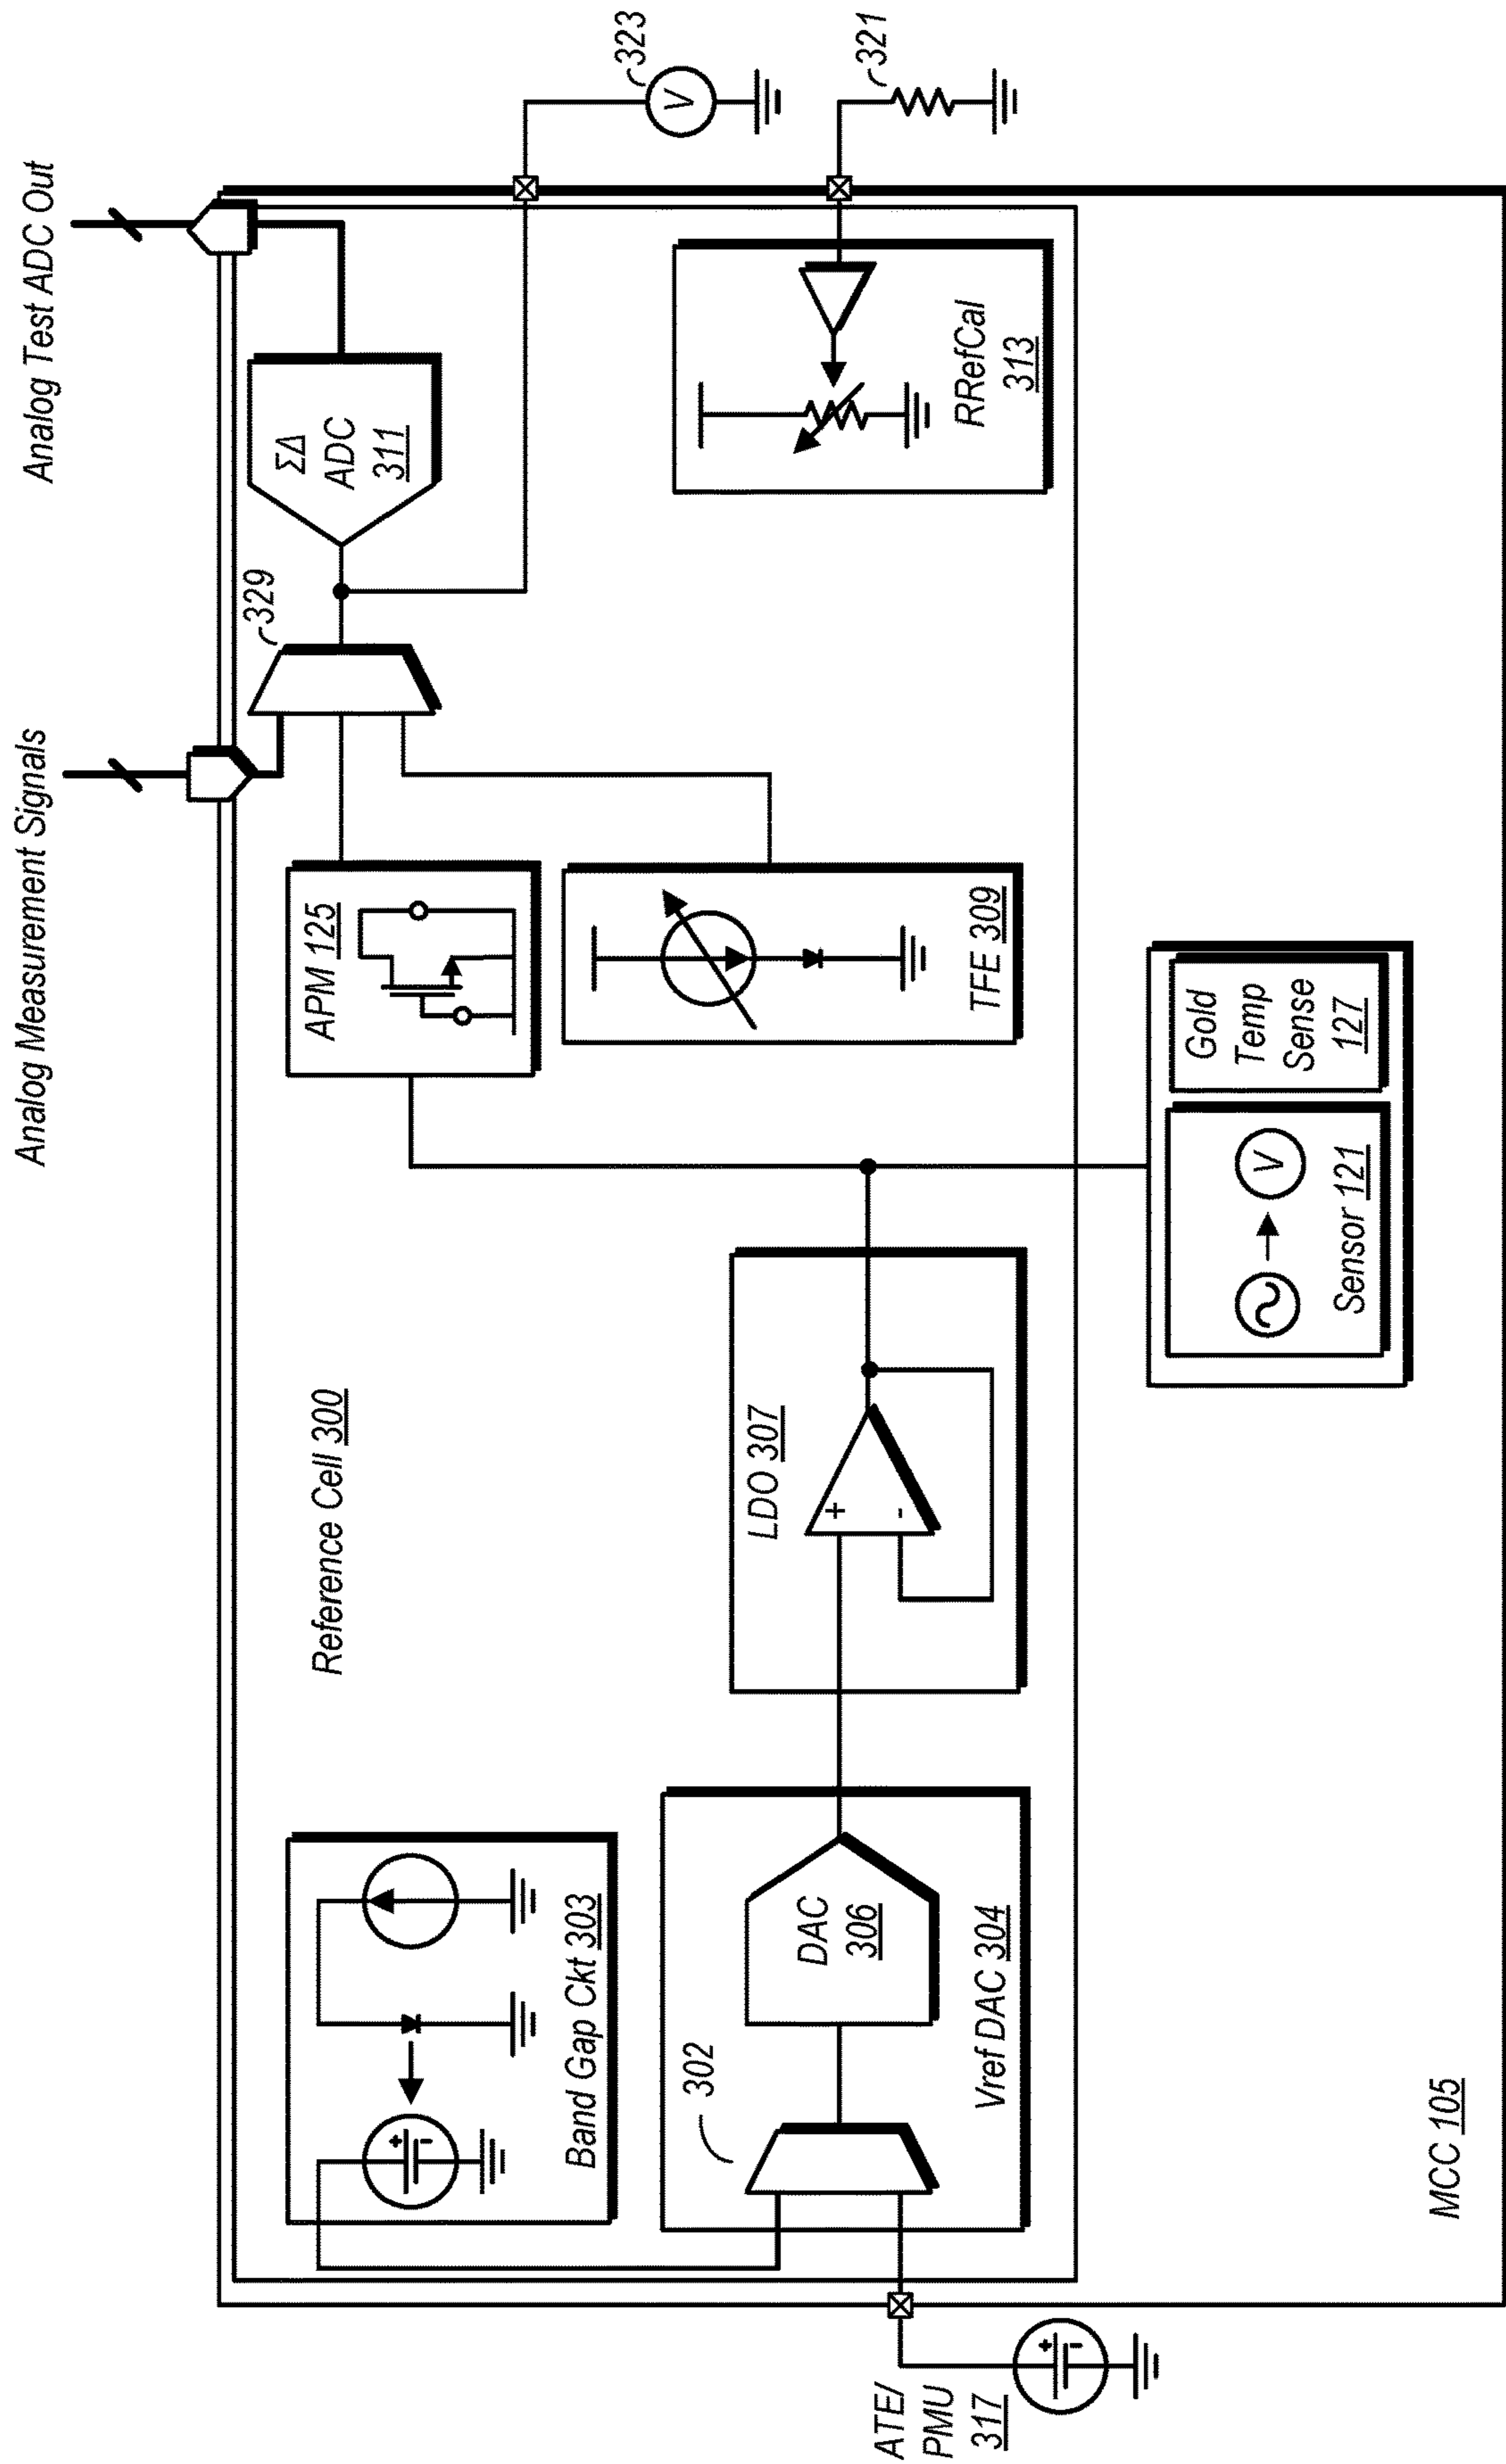 Analog Measurement Signals
Analog Test ADC Out
Reference Cell 300
Band Gap Ckt 303
+
-
302
DAC
306
Vref DAC 304
ATE/
PMU
317
+
-
LDO 307
+
-
APM 125
TFE 309
329
ΣΔ
ADC
311
323
V
321
RRefCal
313
Sensor 121
V
Gold
Temp
Sense
127
MCC 105